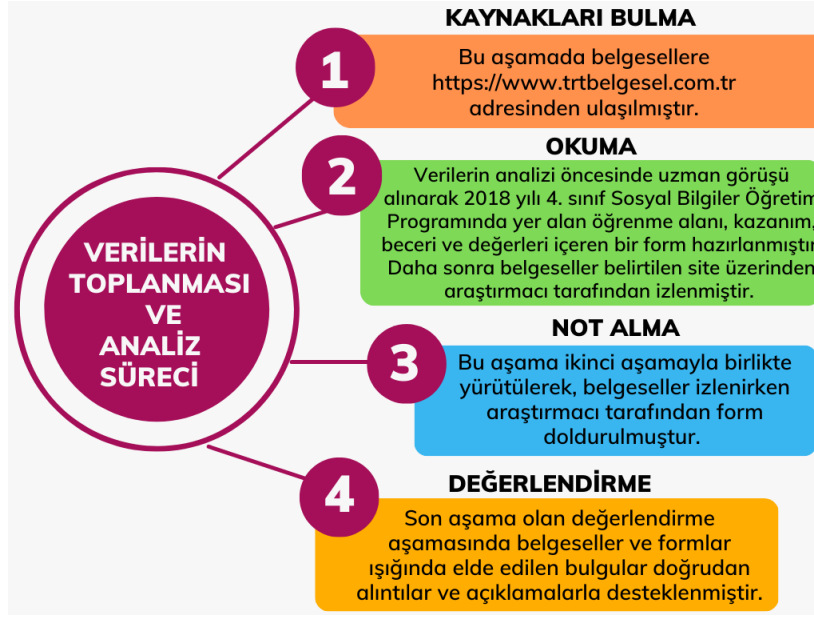 KAYNAKLARI BULMA
1
Bu aşamada belgesellere
https://www.trtbelgesel.com.tr
adresinden ulaşılmıştır.
OKUMA
2
Verilerin analizi öncesinde uzman görüşü
alınarak 2018 yılı 4. sınıf Sosyal Bilgiler Öğretim
Programında yer alan öğrenme alanı, kazanım,
beceri ve değerleri içeren bir form hazırlanmıştır
Daha sonra belgeseller belirtilen site üzerinden
araştırmacı tarafından izlenmiştir.
VERİLERİN
TOPLANMASI
VE
ANALİZ
SÜRECİ
NOT ALMA
3
Bu aşama ikinci aşamayla birlikte
yürütülerek, belgeseller izlenirken
araştırmacı tarafından form
doldurulmuştur.
DEĞERLENDİRME
4
Son aşama olan değerlendirme
aşamasında belgeseller ve formlar
ışığında elde edilen bulgular doğrudan
alıntılar ve açıklamalarla desteklenmiştir.